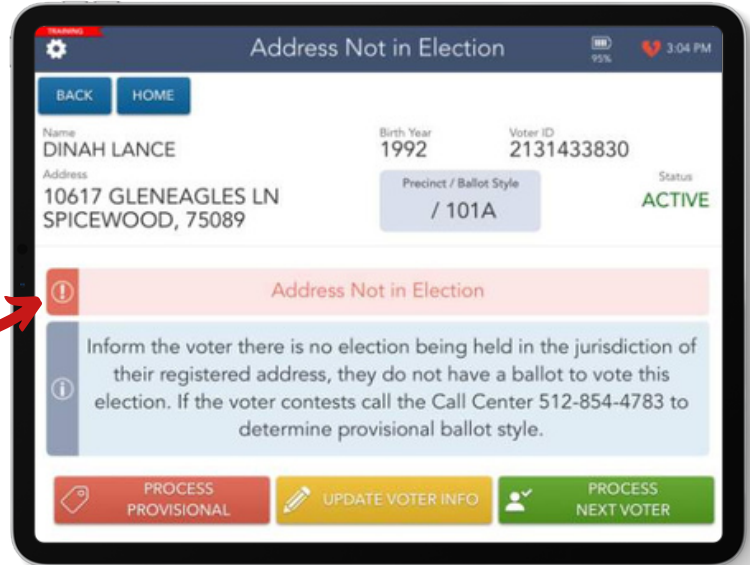 TRAINING
Address Not in Election
95%
3:04 PM
BACK
HOME
Name
DINAH LANCE
Birth Year
1992
Voter ID
2131433830
Address
10617 GLENEAGLES LN
SPICEWOOD, 75089
Precinct / Ballot Style
/ 101A
Status
ACTIVE
Address Not in Election
Inform the voter there is no election being held in the jurisdiction of
their registered address, they do not have a ballot to vote this
election. If the voter contests call the Call Center 512-854-4783 to
determine provisional ballot style.
PROCESS
PROVISIONAL
UPDATE VOTER INFO
PROCESS
NEXT VOTER